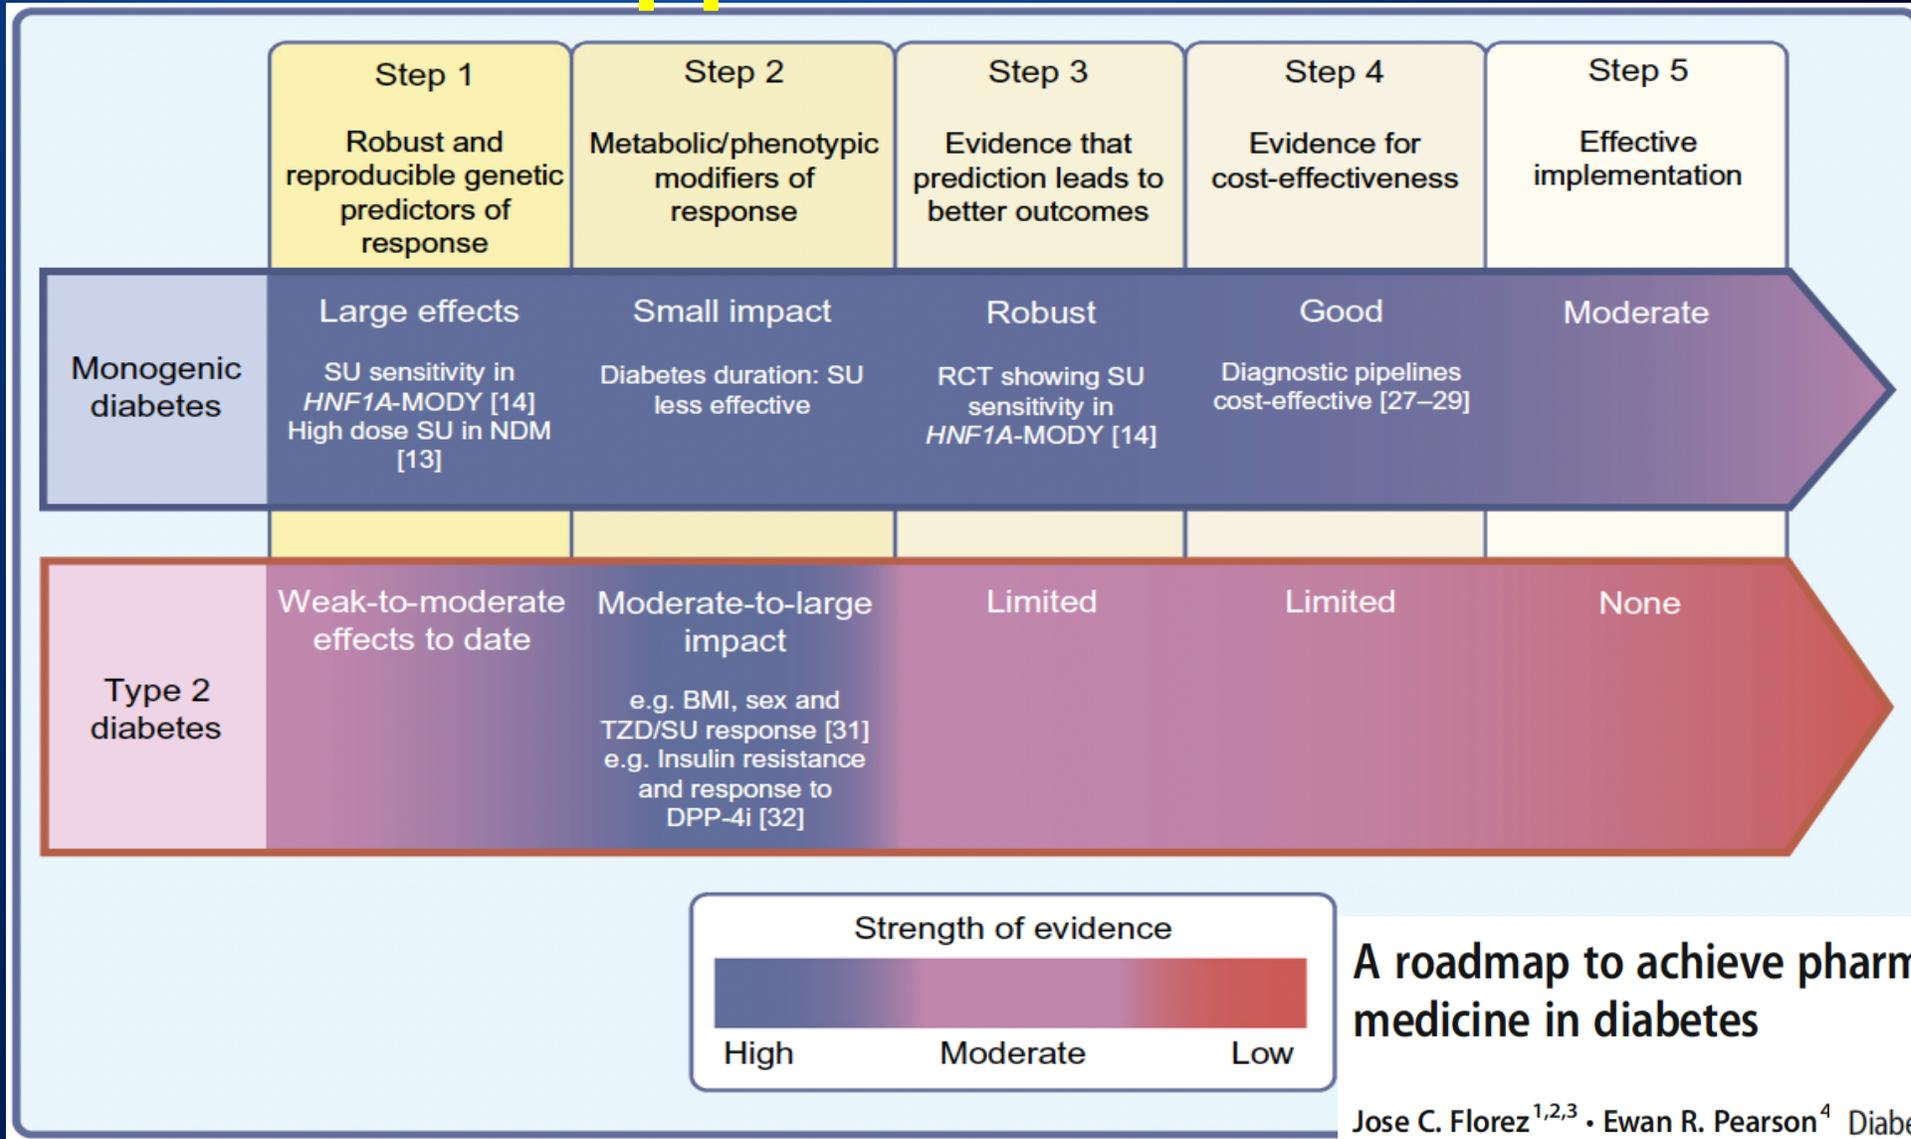 Step 1
Robust and
reproducible genetic
predictors of
response
Step 2
Metabolic/phenotypic
modifiers of
response
Step 3
Evidence that
prediction leads to
better outcomes
Step 4
Evidence for
cost-effectiveness
Step 5
Effective
implementation
Monogenic
diabetes
Large effects
SU sensitivity in
HNF1A-MODY [14]
High dose SU in NDM
[13]
Small impact
Diabetes duration: SU
less effective
Robust
RCT showing SU
sensitivity in
HNF1A-MODY [14]
Good
Diagnostic pipelines
cost-effective [27–29]
Moderate
Type 2
diabetes
Weak-to-moderate
effects to date
Moderate-to-large
impact
e.g. BMI, sex and
TZD/SU response [31]
e.g. Insulin resistance
and response to
DPP-4i [32]
Limited
Limited
None
Strength of evidence
High Moderate Low
A roadmap to achieve pharm
medicine in diabetes
Jose C. Florez 1,2,3 · Ewan R. Pearson 4 Diabe